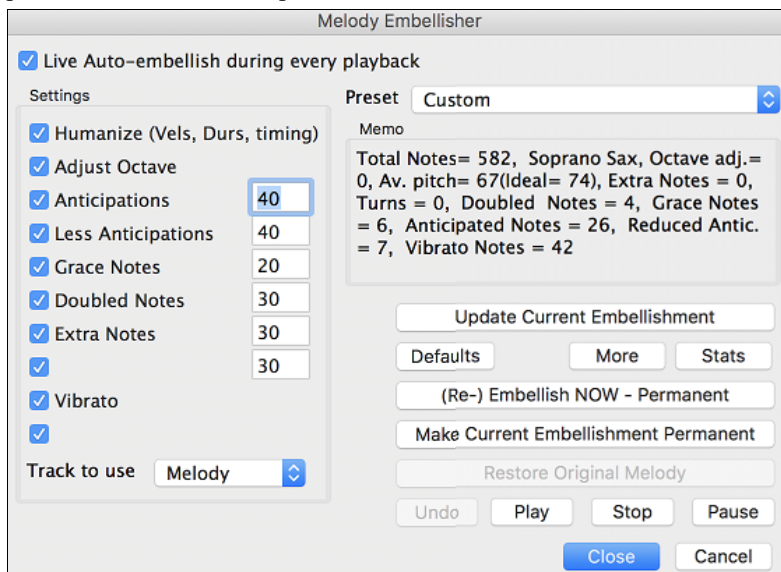 Melody Embellisher
Live Auto-embellish during every playback
Settings
Humanize (Vels, Durs, timing)
Adjust Octave
Anticipations 40
Less Anticipations 40
Grace Notes 20
Doubled Notes 30
Extra Notes 30
30
Vibrato
Track to use Melody
Preset Custom
Memo
Total Notes= 582, Soprano Sax, Octave adj.=
0, Av. pitch= 67(Ideal= 74), Extra Notes = 0,
Turns = 0, Doubled Notes = 4, Grace Notes
= 6, Anticipated Notes = 26, Reduced Antic.
= 7, Vibrato Notes = 42
Update Current Embellishment
Defaults More Stats
(Re-) Embellish NOW - Permanent
Make Current Embellishment Permanent
Restore Original Melody
Undo Play Stop Pause
Close Cancel